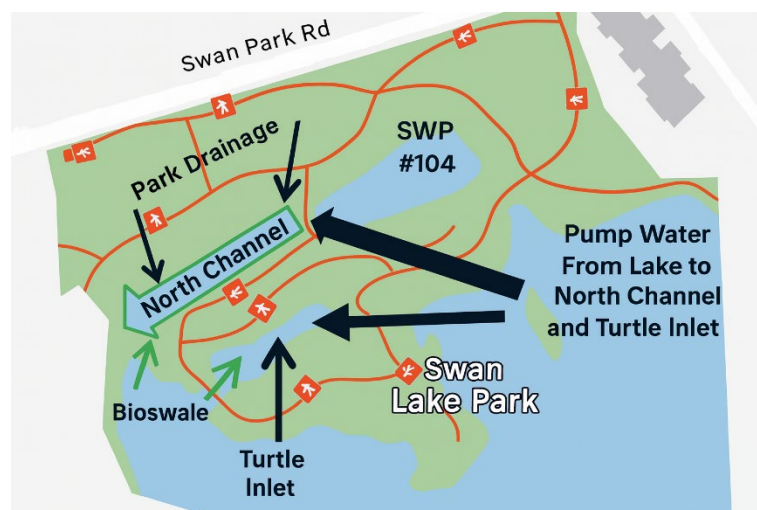 Swan Park Rd
Park Drainage
SWP
#104
North Channel
Pump Water
From Lake to
North Channel
and Turtle Inlet
Swan
Lake Park
Bioswale
Turtle
Inlet